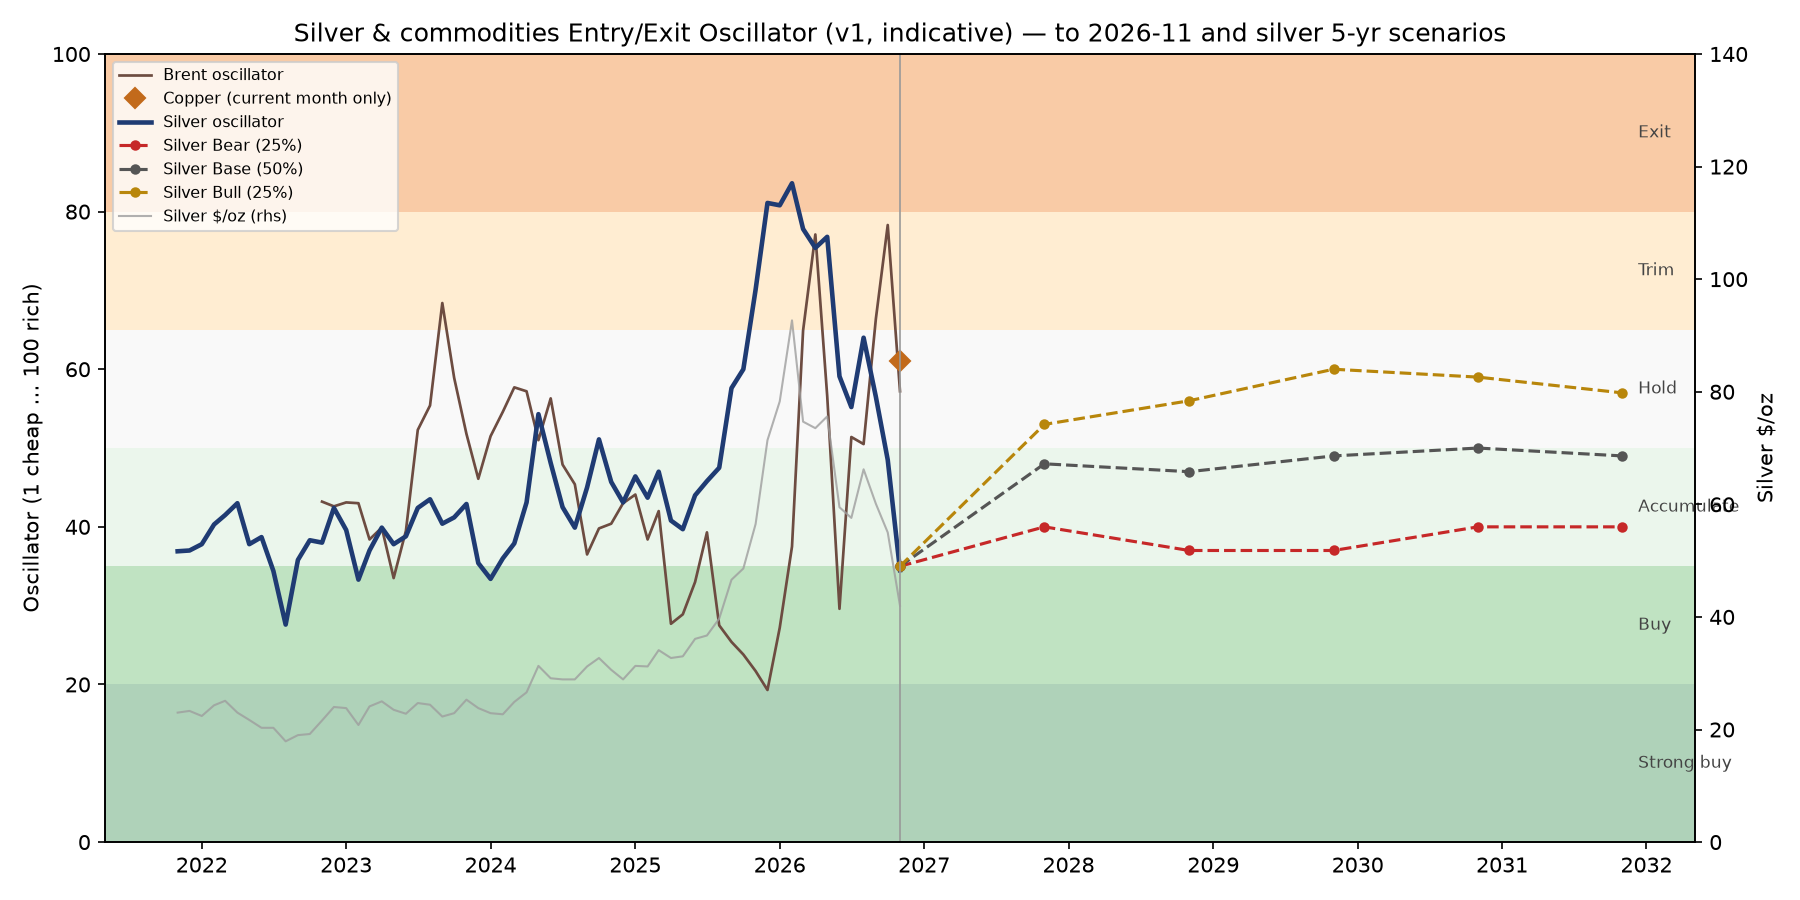 Silver & commodities Entry/Exit Oscillator (v1, indicative) — to 2026-11 and silver 5-yr scenarios
Brent oscillator
Copper (current month only)
Silver oscillator
Silver Bear (25%)
Silver Base (50%)
Silver Bull (25%)
Silver $/oz (rhs)
Oscillator (1 cheap ... 100 rich)
100
80
60
40
20
0
Exit
Trim
Hold
Accumulate
Buy
Strong buy
140
120
100
80
60
40
20
0
Silver $/oz
2022 2023 2024 2025 2026 2027 2028 2029 2030 2031 2032